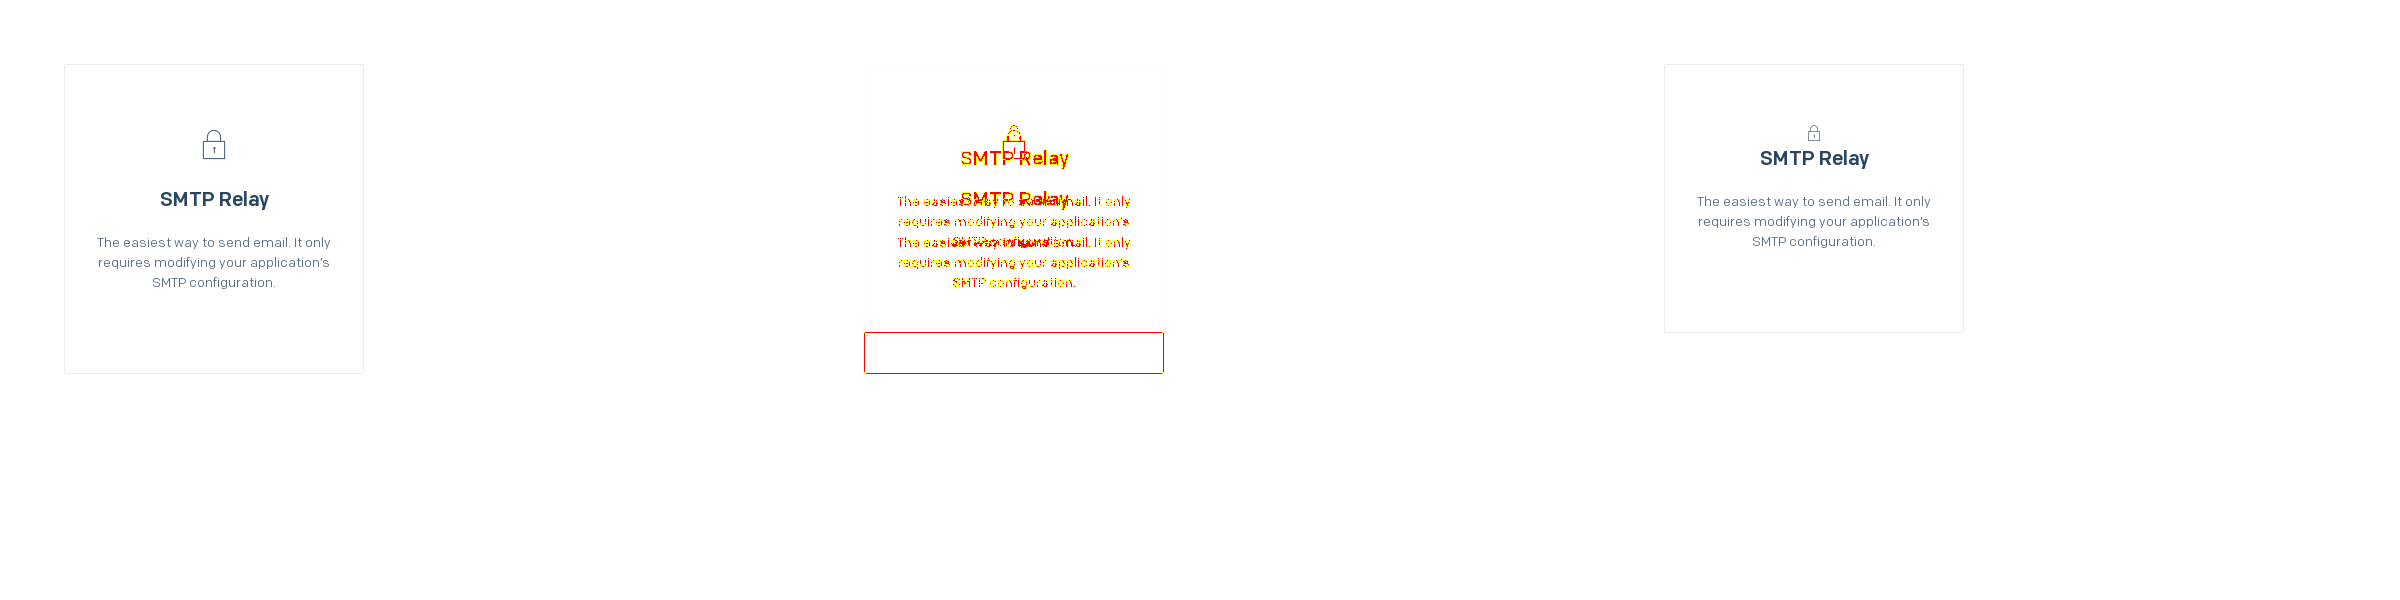 SMTP Relay
The easiest way to send email. It only
requires modifying your application's
SMTP configuration.
SMTP Relay
SMTP Relay
The easiest way to send email. It only
requires modifying your application's
SMTP configuration.
The easiest way to send email. It only
requires modifying your application's
SMTP configuration.
SMTP Relay
The easiest way to send email. It only
requires modifying your application's
SMTP configuration.